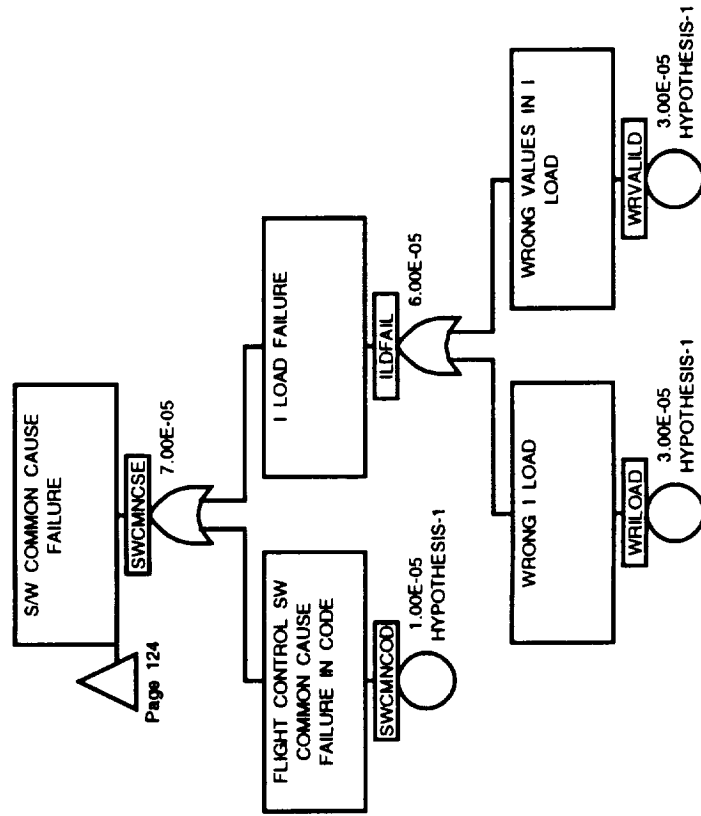 S/W COMMON CAUSE
FAILURE
SWCMNCSE
7.00E-05
Page 124
FLIGHT CONTROL SW
COMMON CAUSE
FAILURE IN CODE
SWCMNCOD
1.00E-05
HYPOTHESIS-1
I LOAD FAILURE
ILDFAIL
6.00E-05
WRONG I LOAD
WRILOAD
3.00E-05
HYPOTHESIS-1
WRONG VALUES IN I
LOAD
WRVALILD
3.00E-05
HYPOTHESIS-1